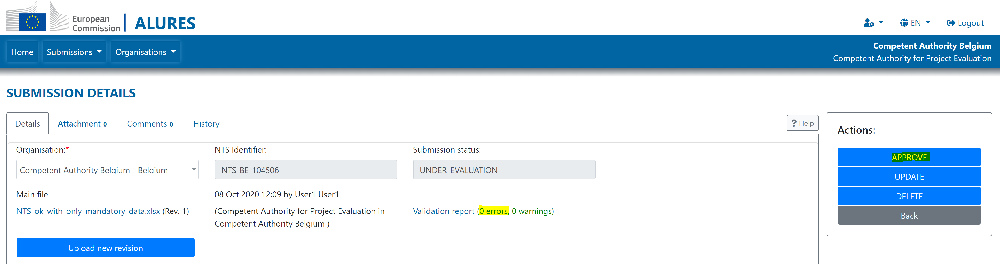 European
Commission
ALURES
EN
Logout
Home
Submissions
Organisations
Competent Authority Belgium
Competent Authority for Project Evaluation
SUBMISSION DETAILS
Details
Attachment 0
Comments 0
History
? Help
Organisation:*
NTS Identifier:
Submission status:
Competent Authority Belgium - Belgium
NTS-BE-104506
UNDER_EVALUATION
Main file
08 Oct 2020 12:09 by User1 User1
NTS_ok_with_only_mandatory_data.xlsx (Rev. 1)
(Competent Authority for Project Evaluation in
Competent Authority Belgium )
Validation report (0 errors, 0 warnings)
Upload new revision
Actions:
APPROVE
UPDATE
DELETE
Back